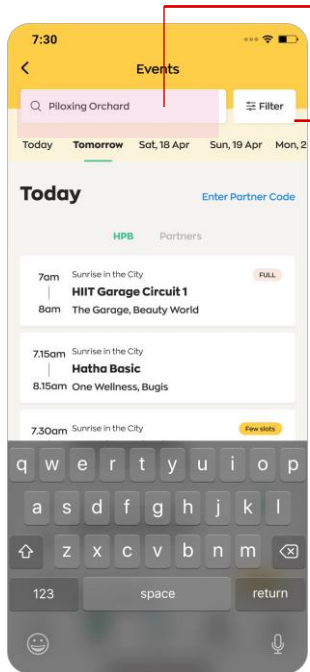 7:30
Events
Piloxing Orchard
Filter
Today Tomorrow Sat, 18 Apr Sun, 19 Apr Mon, 2
Today
Enter Partner Code
HPB Partners
7am Sunrise in the City FULL
HIIT Garage Circuit 1
8am The Garage, Beauty World
7.15am Sunrise in the City
Hatha Basic
8.15am One Wellness, Bugis
7.30am Sunrise in the City Few slots
q w e r t y u i o p
a s d f g h j k l
z x c v b n m
123 space return